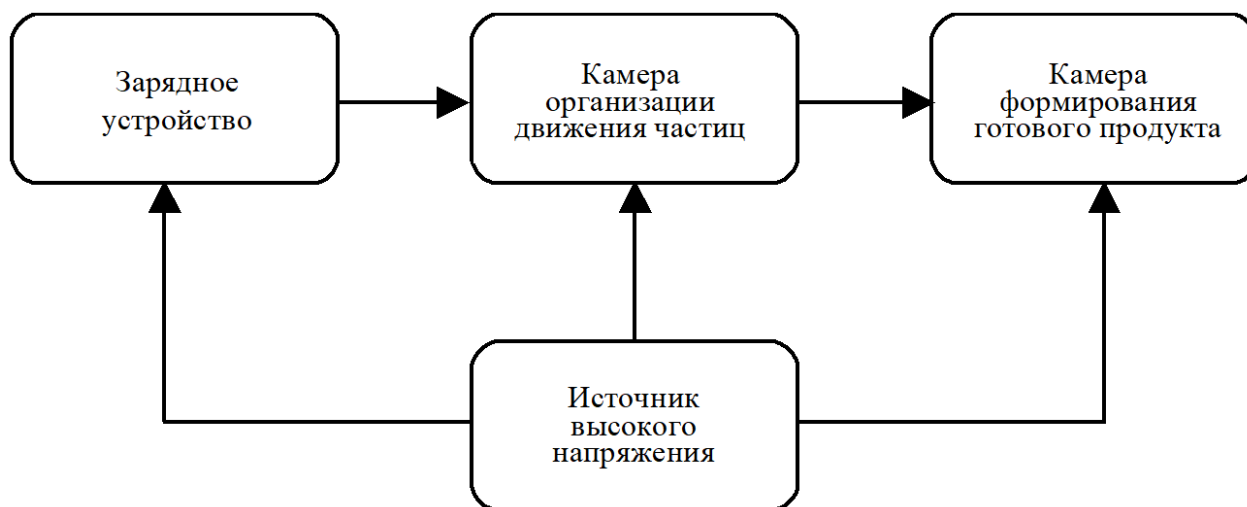 Зарядное
устройство
Камера
организации
движения частиц
Камера
формирования
готового продукта
Источник
высокого
напряжения